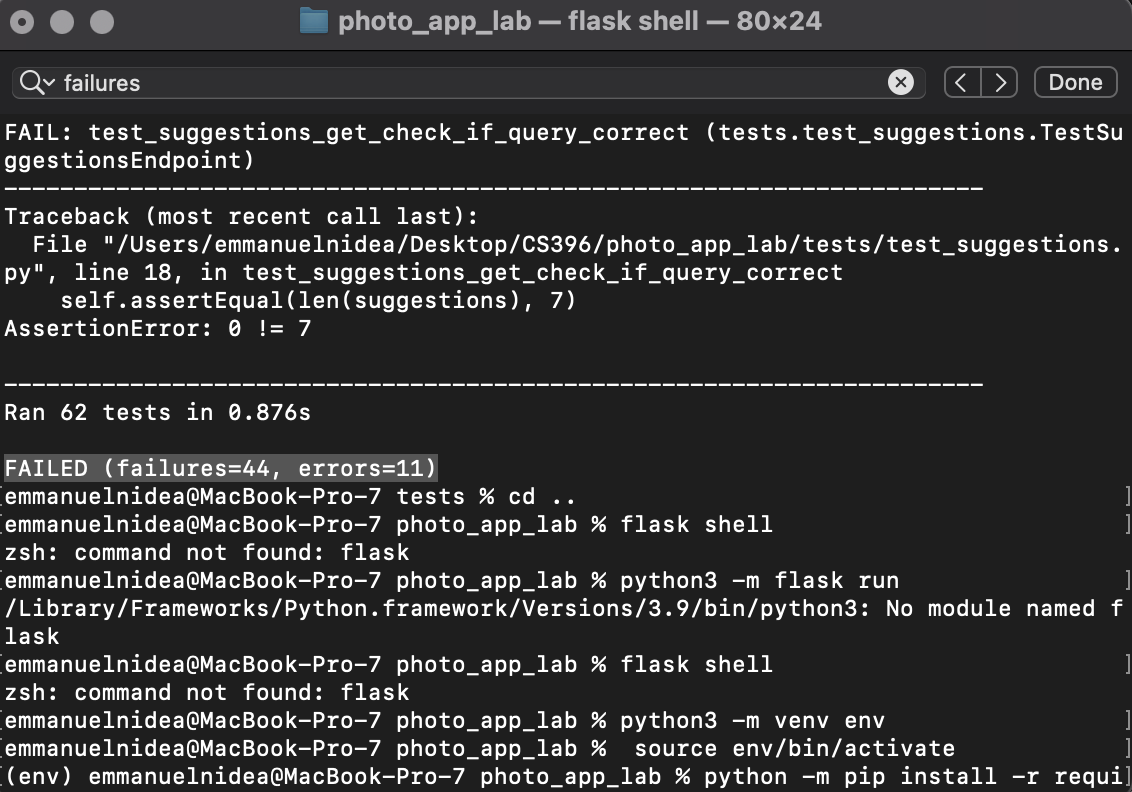 photo_app_lab — flask shell — 80×24
failures
Done
FAIL: test_suggestions_get_check_if_query_correct (tests.test_suggestions.TestSu
ggestionsEndpoint)
----------------------------------------------------------------------
Traceback (most recent call last):
  File "/Users/emmanuelnidea/Desktop/CS396/photo_app_lab/tests/test_suggestions.
py", line 18, in test_suggestions_get_check_if_query_correct
    self.assertEqual(len(suggestions), 7)
AssertionError: 0 != 7
----------------------------------------------------------------------
Ran 62 tests in 0.876s
FAILED (failures=44, errors=11)
[emmanuelnidea@MacBook-Pro-7 tests % cd ..]
[emmanuelnidea@MacBook-Pro-7 photo_app_lab % flask shell]
zsh: command not found: flask
[emmanuelnidea@MacBook-Pro-7 photo_app_lab % python3 -m flask run]
/Library/Frameworks/Python.framework/Versions/3.9/bin/python3: No module named f
lask
[emmanuelnidea@MacBook-Pro-7 photo_app_lab % flask shell]
zsh: command not found: flask
[emmanuelnidea@MacBook-Pro-7 photo_app_lab % python3 -m venv env]
[emmanuelnidea@MacBook-Pro-7 photo_app_lab %  source env/bin/activate]
[(env) emmanuelnidea@MacBook-Pro-7 photo_app_lab % python -m pip install -r requi]